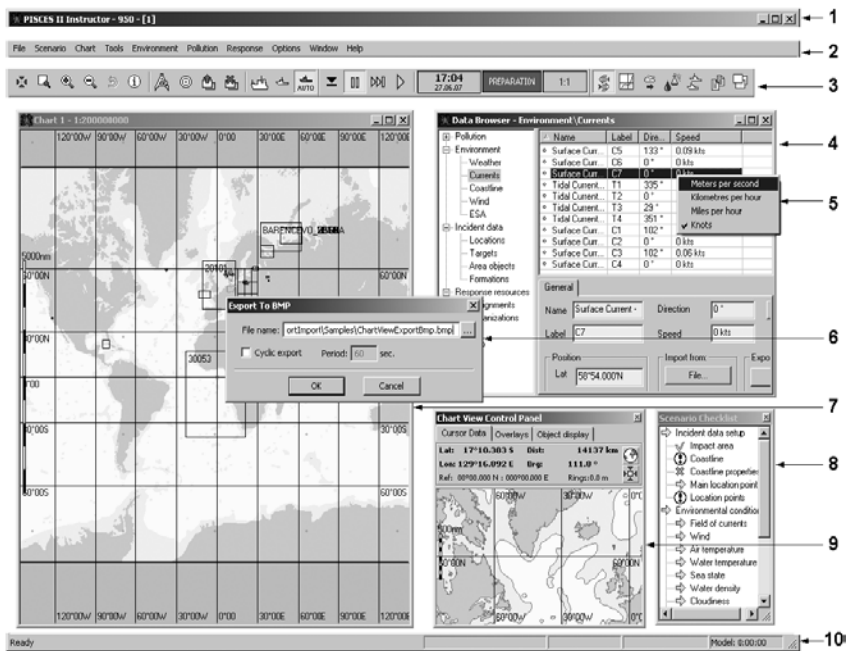 PISCES II Instructor - 950 - [1]
1
File Scenario Chart Tools Environment Pollution Response Options Window Help
2
AUTO
17:04
27.06.07
PREPARATION
1:1
3
Chart 1 - 1:200000000
120°00W 90°00W 60°00W 30°00W 0°00 30°00E 60°00E 90°00E 120°00E
5000nm
60°00N
60°00N
BARENCEVO
20101
30°00N
30053
0°00
30°00S
30°00S
60°00S
60°00S
120°00W 90°00W 60°00W 30°00W 0°00 30°00E 60°00E 90°00E 120°00E
7
Data Browser - Environment\Currents
4
Pollution
Environment
Weather
Currents
Coastline
Wind
ESA
Incident data
Locations
Targets
Area objects
Formations
Response resources
Name Label Dire... Speed
Surface Curr... C5 133 ° 0.09 kts
Surface Curr... C6 0 ° 0 kts
Surface Curr... C7 0 ° 0 kts
Tidal Current... T1 335 °
Tidal Current... T2 0 °
Tidal Current... T3 29 °
Tidal Current... T4 351 °
Surface Curr... C1 102 °
Surface Curr... C2 0 ° 0 kts
Surface Curr... C3 102 ° 0.06 kts
Surface Curr... C4 0 ° 0 kts
Meters per second
Kilometres per hour
Miles per hour
Knots
5
General
Name Surface Current - Direction 0 °
Label C7 Speed 0 kts
Position
Lat 58°54.000'N
Import from
File...
Expo
Export To BMP
File name: ortImport\Samples\ChartViewExportBmp.bmp ...
Cyclic export Period: 60 sec.
OK Cancel
6
Chart View Control Panel
Cursor Data Overlays Object display
Lat: 17°10.383 S Dist: 14137 km
Lon: 129°16.092 E Brg: 111.0 °
Ref: 00°00.000 N : 000°00.000 E Rings:0.0 m
60°00W 30°00W
500nm
60°00N
60°00N
60°00W 30°00W
9
Scenario Checklist
Incident data setup
Impact area
Coastline
Coastline properties
Main location point
Location points
Environmental condition
Field of currents
Wind
Air temperature
Water temperature
Sea state
Water density
Cloudiness
8
Ready
Model: 0:00:00
10